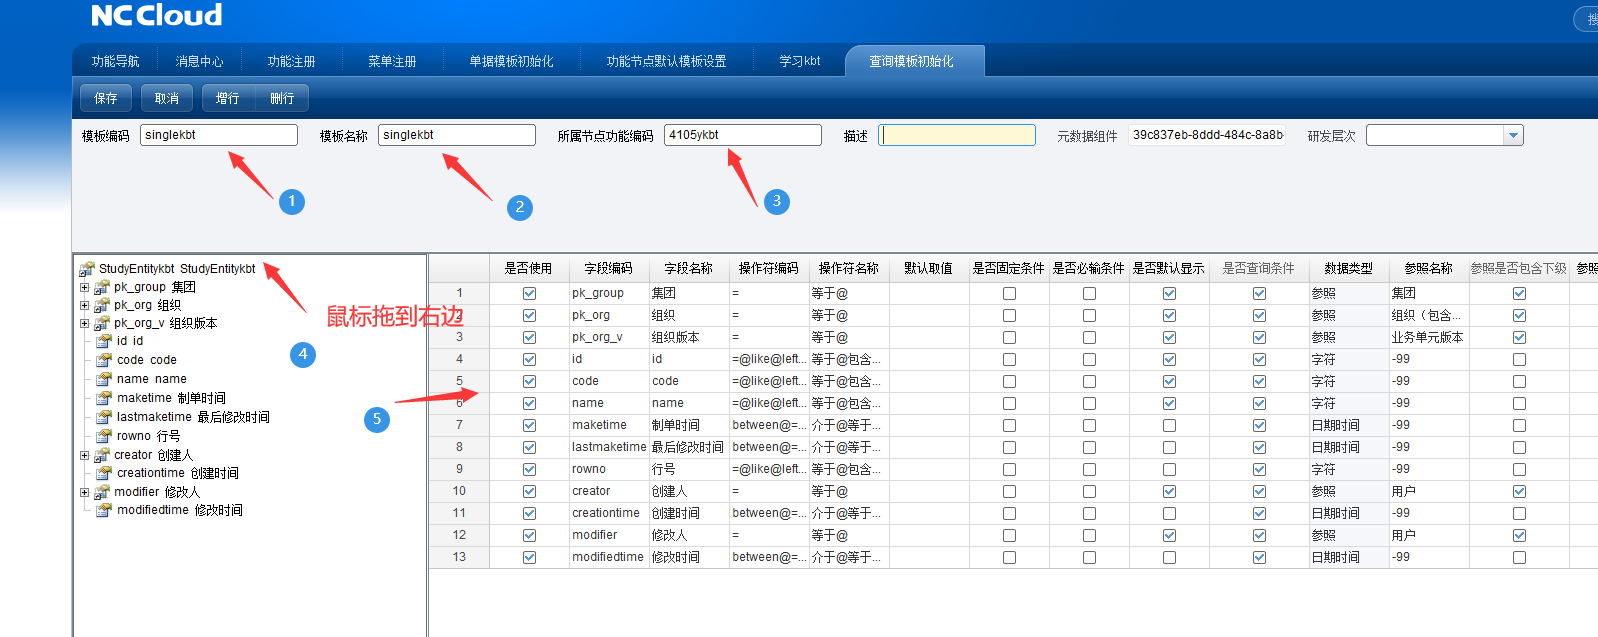 NCCloud
搜
功能导航 消息中心 功能注册 菜单注册 单据模板初始化 功能节点默认模板设置 学习kbt 查询模板初始化
保存 取消 增行 删行
模板编码 singlekbt 模板名称 singlekbt 所属节点功能编码 4105ykbt 描述 元数据组件 39c837eb-8ddd-484c-8a8b- 研发层次
1 2 3
StudyEntitykbt StudyEntitykbt
pk_group 集团
pk_org 组织
pk_org_v 组织版本
id id
code code
name name
maketime 制单时间
lastmaketime 最后修改时间
rowno 行号
creator 创建人
creationtime 创建时间
modifier 修改人
modifiedtime 修改时间
鼠标拖到右边
4
5
是否使用 字段编码 字段名称 操作符编码 操作符名称 默认取值 是否固定条件 是否必输条件 是否默认显示 是否查询条件 数据类型 参照名称 参照是否包含下级 参照
1 pk_group 集团 = 等于@ 参照 集团
2 pk_org 组织 = 等于@ 参照 组织（包含...
3 pk_org_v 组织版本 = 等于@ 参照 业务单元版本
4 id id =@like@left... 等于@包含... 字符 -99
5 code code =@like@left... 等于@包含... 字符 -99
6 name name =@like@left... 等于@包含... 字符 -99
7 maketime 制单时间 between@=... 介于@等于... 日期时间 -99
8 lastmaketime 最后修改时间 between@=... 介于@等于... 日期时间 -99
9 rowno 行号 =@like@left... 等于@包含... 字符 -99
10 creator 创建人 = 等于@ 参照 用户
11 creationtime 创建时间 between@=... 介于@等于... 日期时间 -99
12 modifier 修改人 = 等于@ 参照 用户
13 modifiedtime 修改时间 between@=... 介于@等于... 日期时间 -99